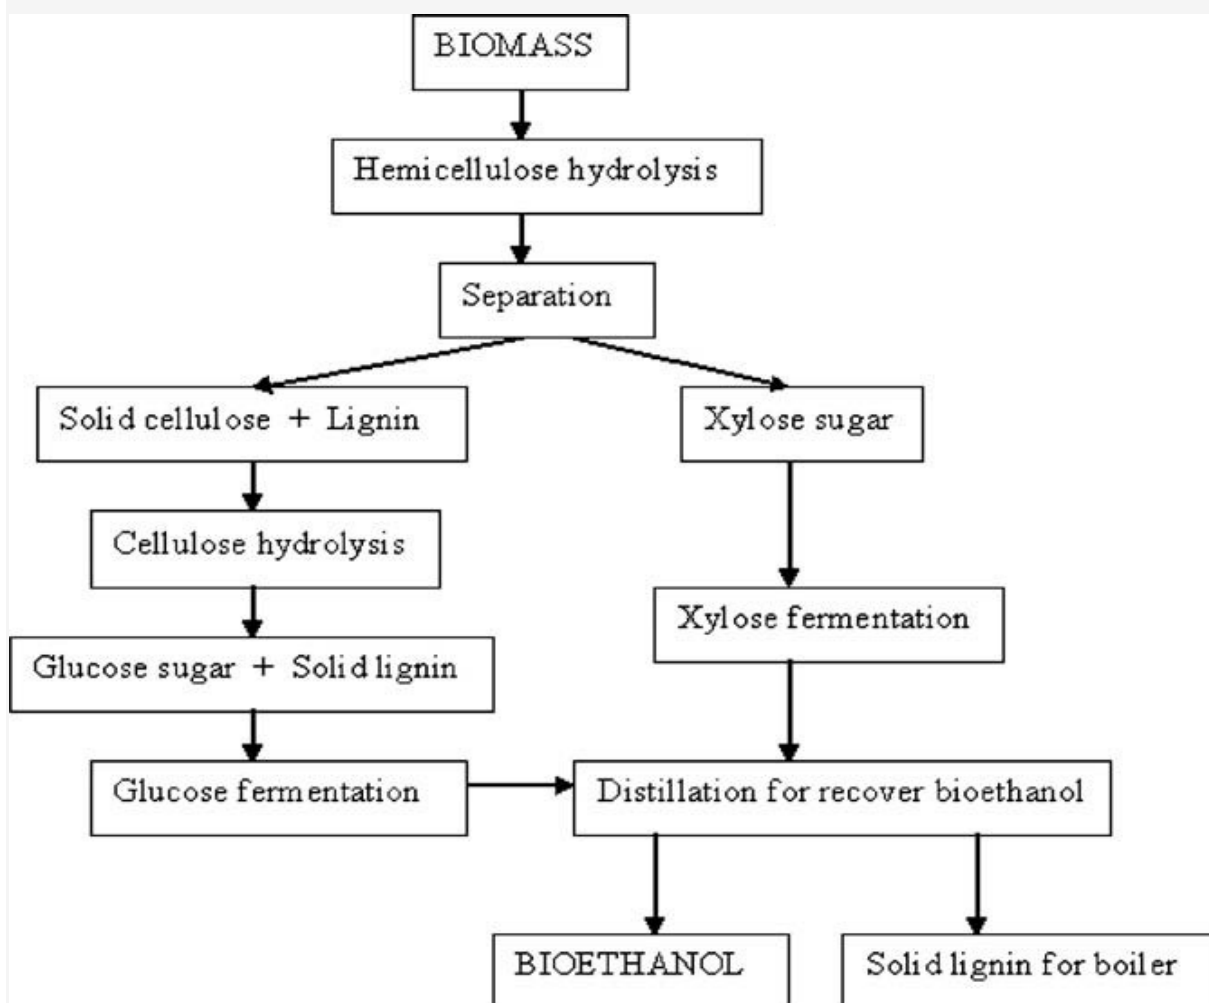 BIOMASS
Hemicellulose hydrolysis
Separation
Solid cellulose + Lignin
Xylose sugar
Cellulose hydrolysis
Xylose fermentation
Glucose sugar + Solid lignin
Glucose fermentation
Distillation for recover bioethanol
BIOETHANOL
Solid lignin for boiler